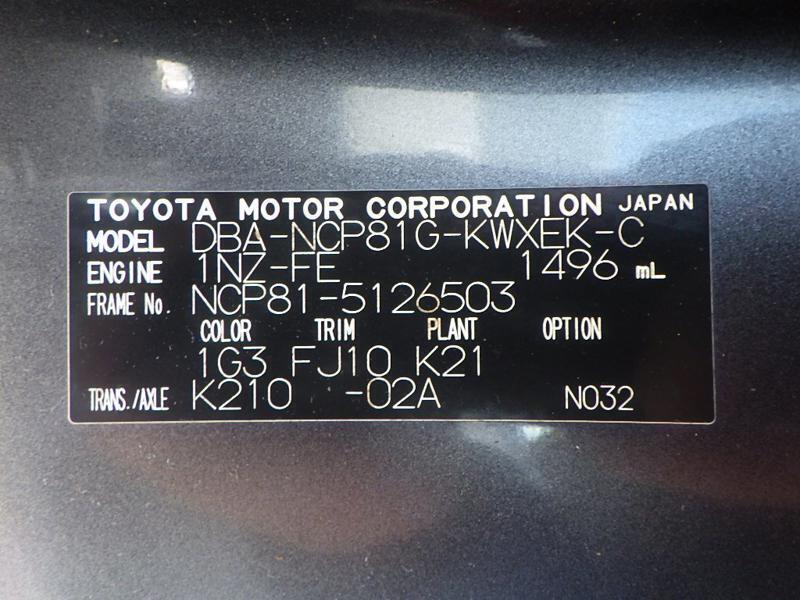 TOYOTA MOTOR CORPORATION JAPAN
MODEL DBA-NCP81G-KWXEK-C
ENGINE 1NZ-FE 1496 mL
FRAME No. NCP81-5126503
COLOR TRIM PLANT OPTION
1G3 FJ10 K21
TRANS./AXLE K210 -02A N032